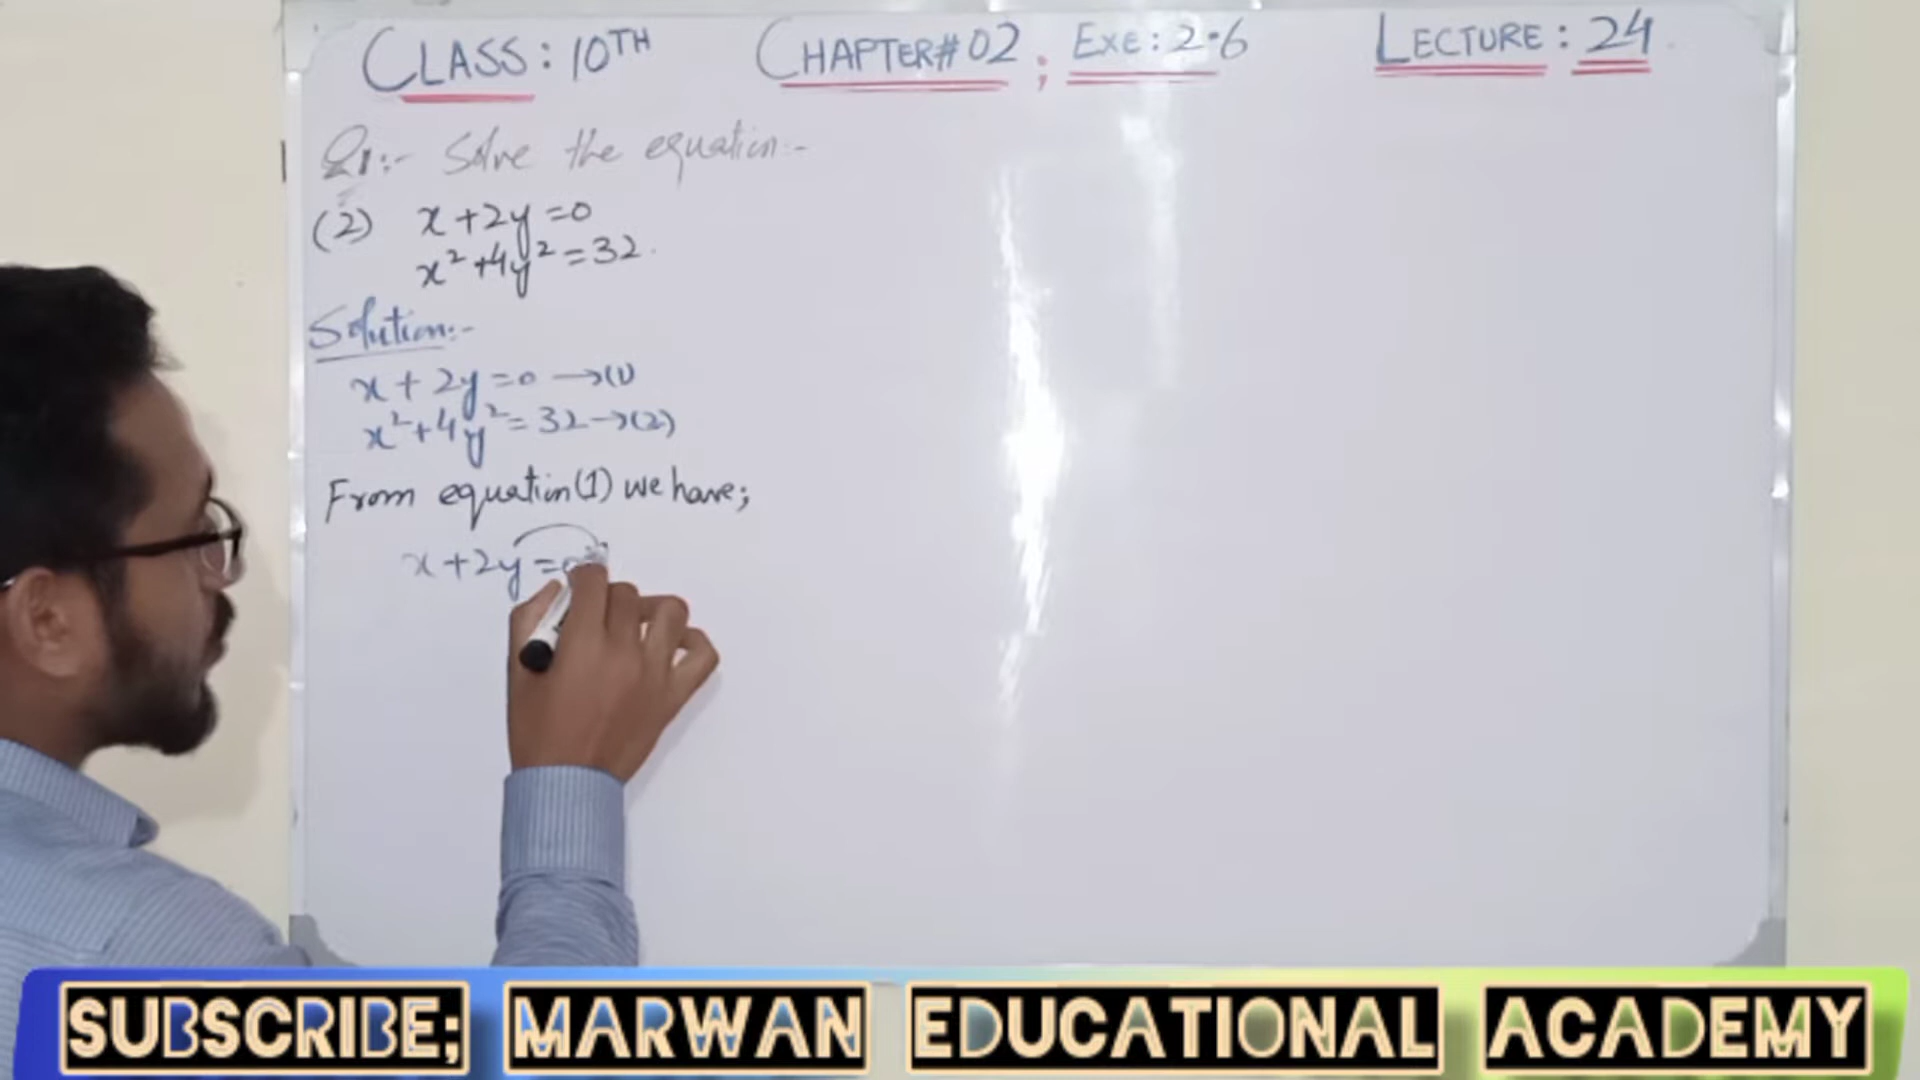 CLASS: 10TH CHAPTER# 02 ; EXE: 2.6 LECTURE: 24
Q1:- Solve the equation:-
(2) x+2y=0
x²+4y²=32.
Solution:-
x+2y=0 →(1)
x²+4y²=32→(2)
From equation(1) we have;
x+2y=0
SUBSCRIBE; MARWAN EDUCATIONAL ACADEMY